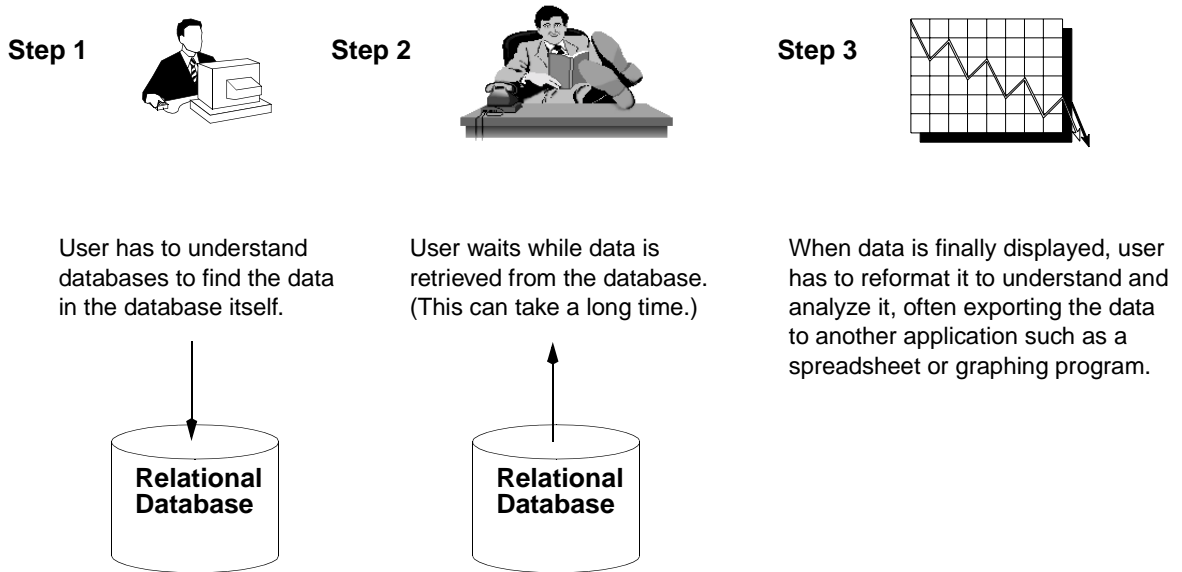 Step 1
Step 2
Step 3
User has to understand
databases to find the data
in the database itself.
User waits while data is
retrieved from the database.
(This can take a long time.)
When data is finally displayed, user
has to reformat it to understand and
analyze it, often exporting the data
to another application such as a
spreadsheet or graphing program.
Relational
Database
Relational
Database